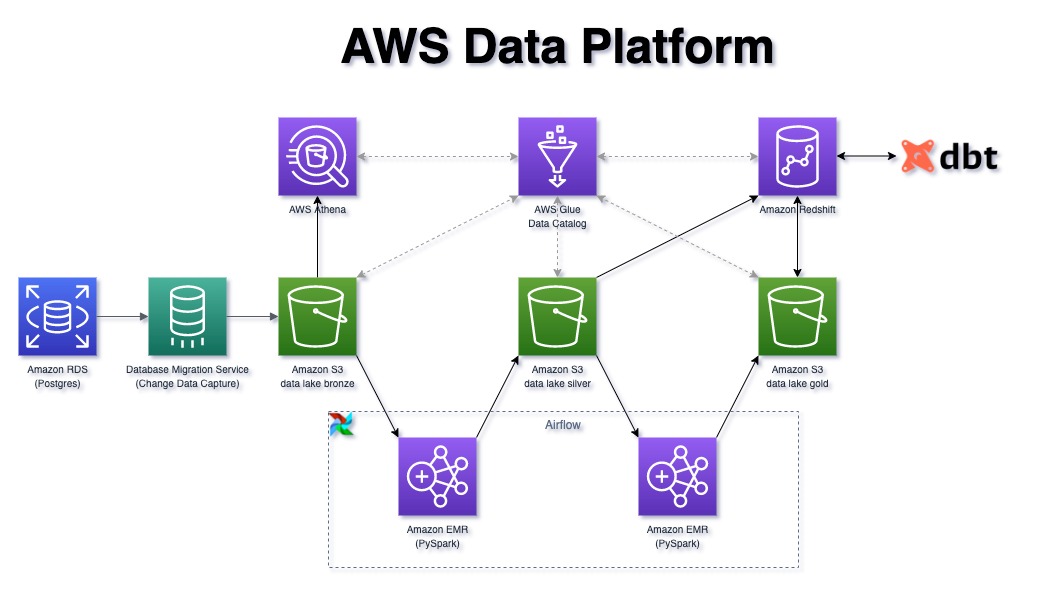 AWS Data Platform
AWS Athena
AWS Glue
Data Catalog
Amazon Redshift
dbt
Amazon RDS
(Postgres)
Database Migration Service
(Change Data Capture)
Amazon S3
data lake bronze
Amazon S3
data lake silver
Amazon S3
data lake gold
Airflow
Amazon EMR
(PySpark)
Amazon EMR
(PySpark)